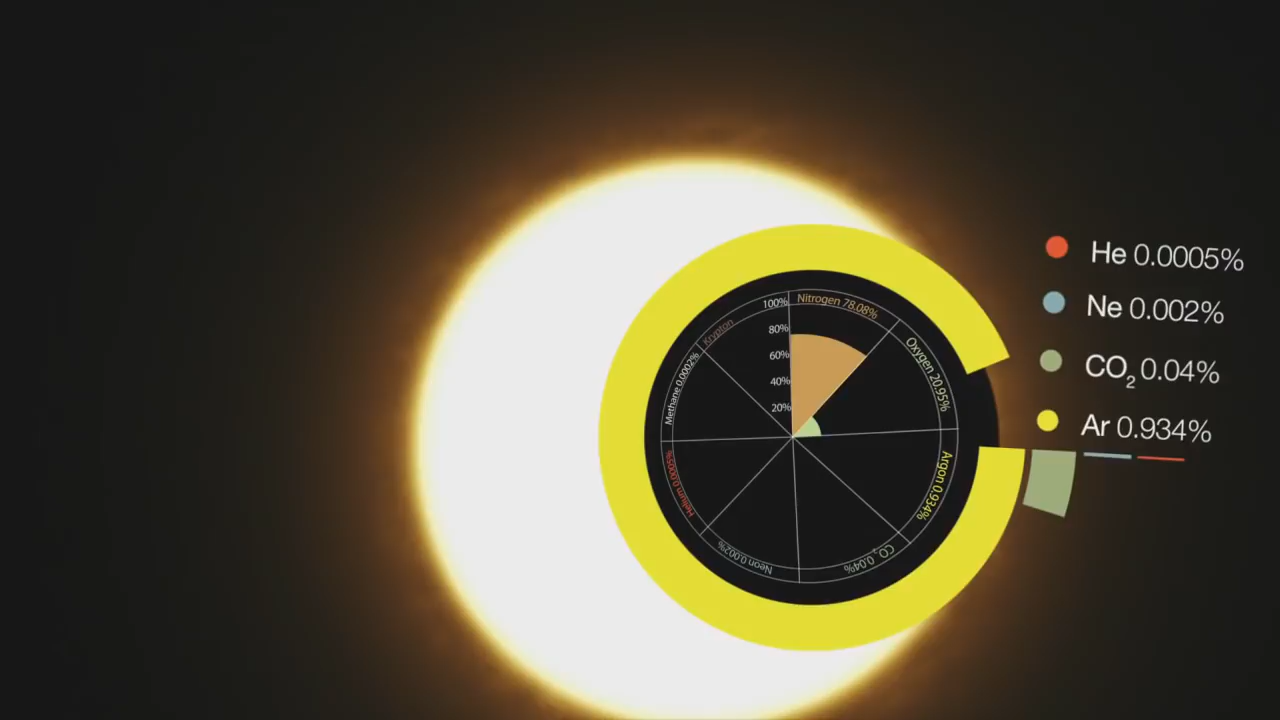 He 0.0005%
Ne 0.002%
CO₂ 0.04%
Ar 0.934%
100%
80%
60%
40%
20%
Nitrogen 78.08%
Oxygen 20.95%
Argon 0.934%
CO₂ 0.04%
Neon 0.002%
Helium 0.0005%
Methane 0.0002%
Krypton